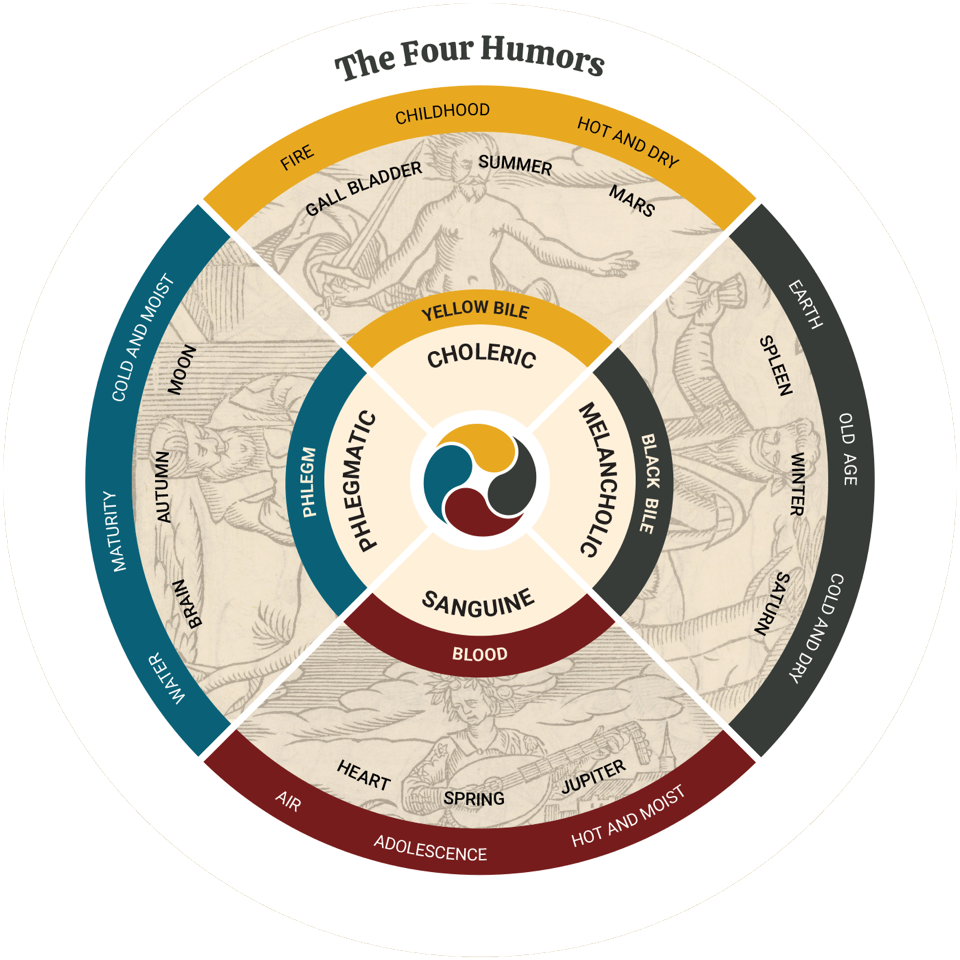 The Four Humors
FIRE
CHILDHOOD
HOT AND DRY
GALL BLADDER
SUMMER
MARS
YELLOW BILE
CHOLERIC
EARTH
OLD AGE
COLD AND DRY
SPLEEN
WINTER
SATURN
BLACK BILE
MELANCHOLIC
AIR
ADOLESCENCE
HOT AND MOIST
HEART
SPRING
JUPITER
BLOOD
SANGUINE
WATER
MATURITY
COLD AND MOIST
BRAIN
AUTUMN
MOON
PHLEGM
PHLEGMATIC